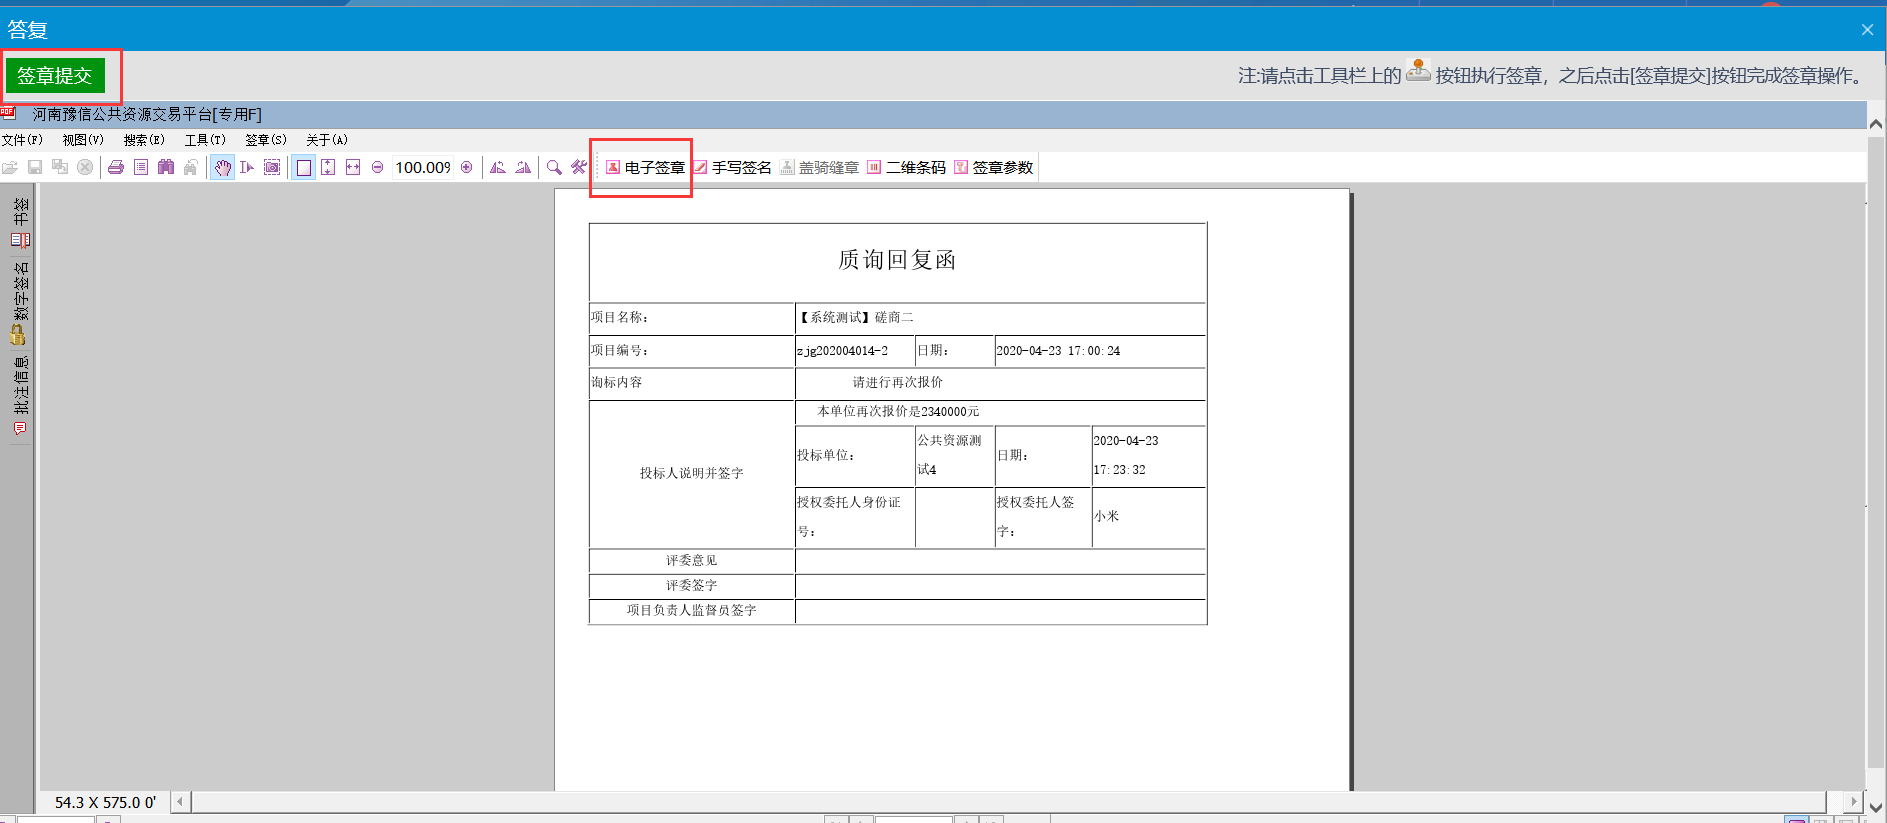 答复
签章提交
注:请点击工具栏上的 按钮执行签章，之后点击[签章提交]按钮完成签章操作。
PDF
河南豫信公共资源交易平台[专用F]
文件(F) 视图(V) 搜索(E) 工具(T) 签章(S) 关于(A)
100.00%
电子签章 手写签名 盖骑缝章 二维条码 签章参数
书签
数字签名
批注信息
质询回复函
项目名称： 【系统测试】磋商二
项目编号： zjg202004014-2 日期： 2020-04-23 17:00:24
询标内容 请进行再次报价
本单位再次报价是2340000元
投标人说明并签字
投标单位： 公共资源测试4 日期： 2020-04-23 17:23:32
授权委托人身份证号： 授权委托人签字： 小米
评委意见
评委签字
项目负责人监督员签字
54.3 X 575.0 0'